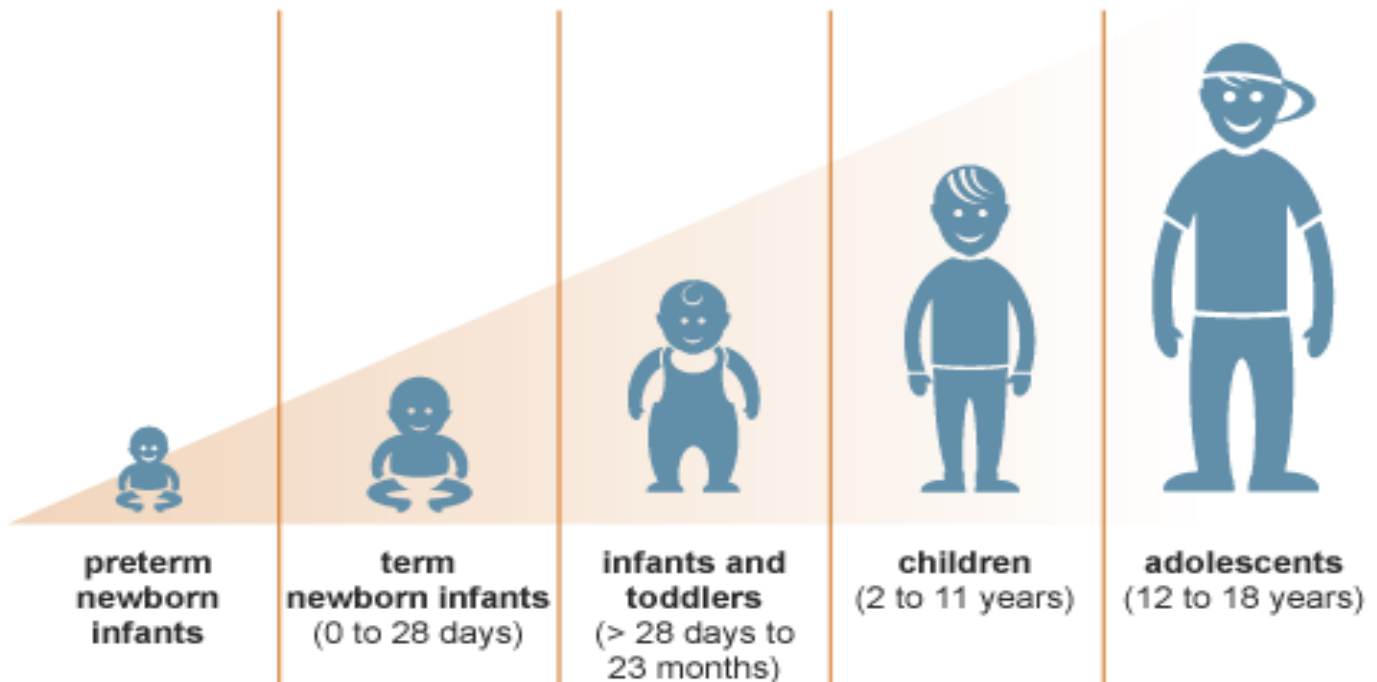 preterm
newborn
infants
term
newborn infants
(0 to 28 days)
infants and
toddlers
(> 28 days to
23 months)
children
(2 to 11 years)
adolescents
(12 to 18 years)